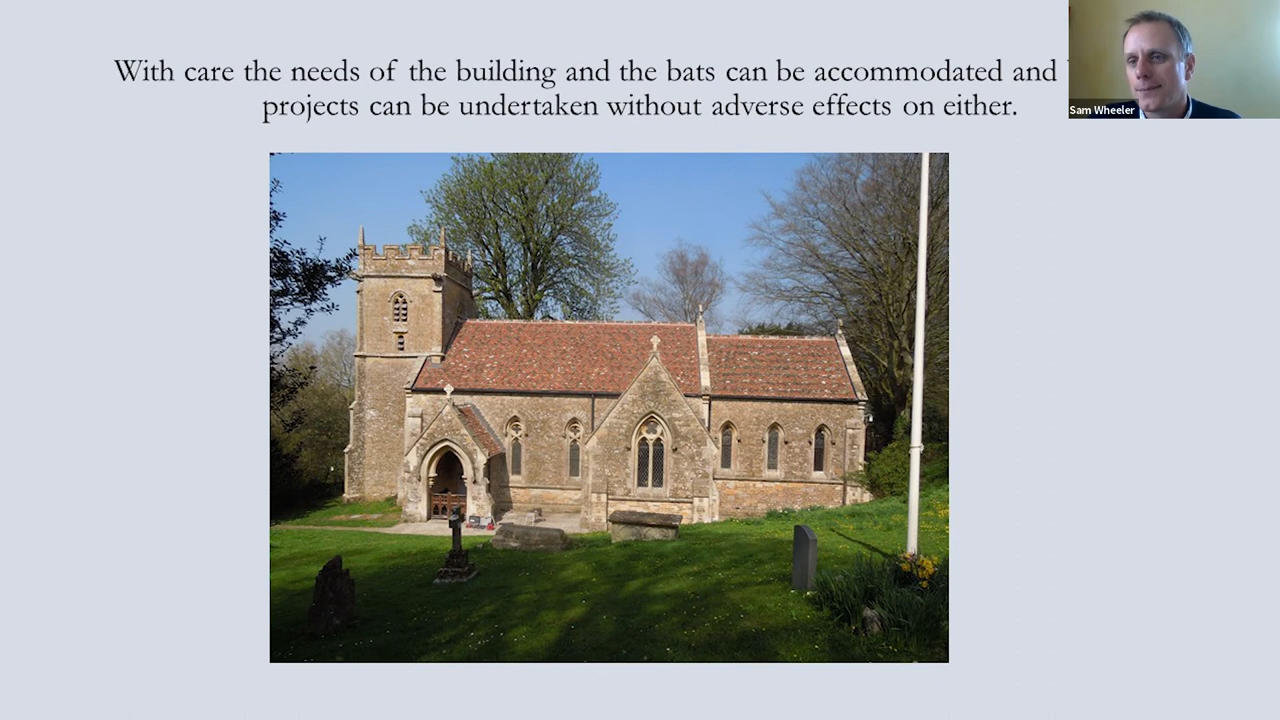 With care the needs of the building and the bats can be accommodated and
projects can be undertaken without adverse effects on either.
Sam Wheeler